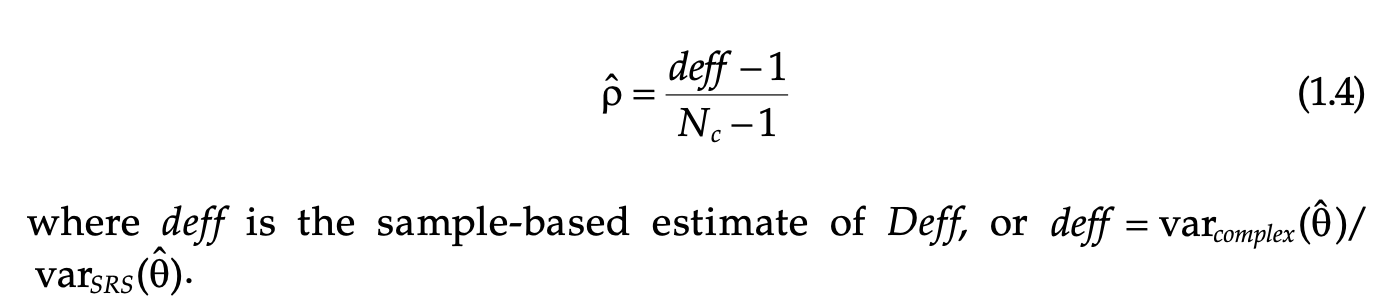 ρ̂ = (deff − 1) / (N_c − 1) (1.4)
where deff is the sample-based estimate of Deff, or deff = var_complex(θ̂)/
var_SRS(θ̂).